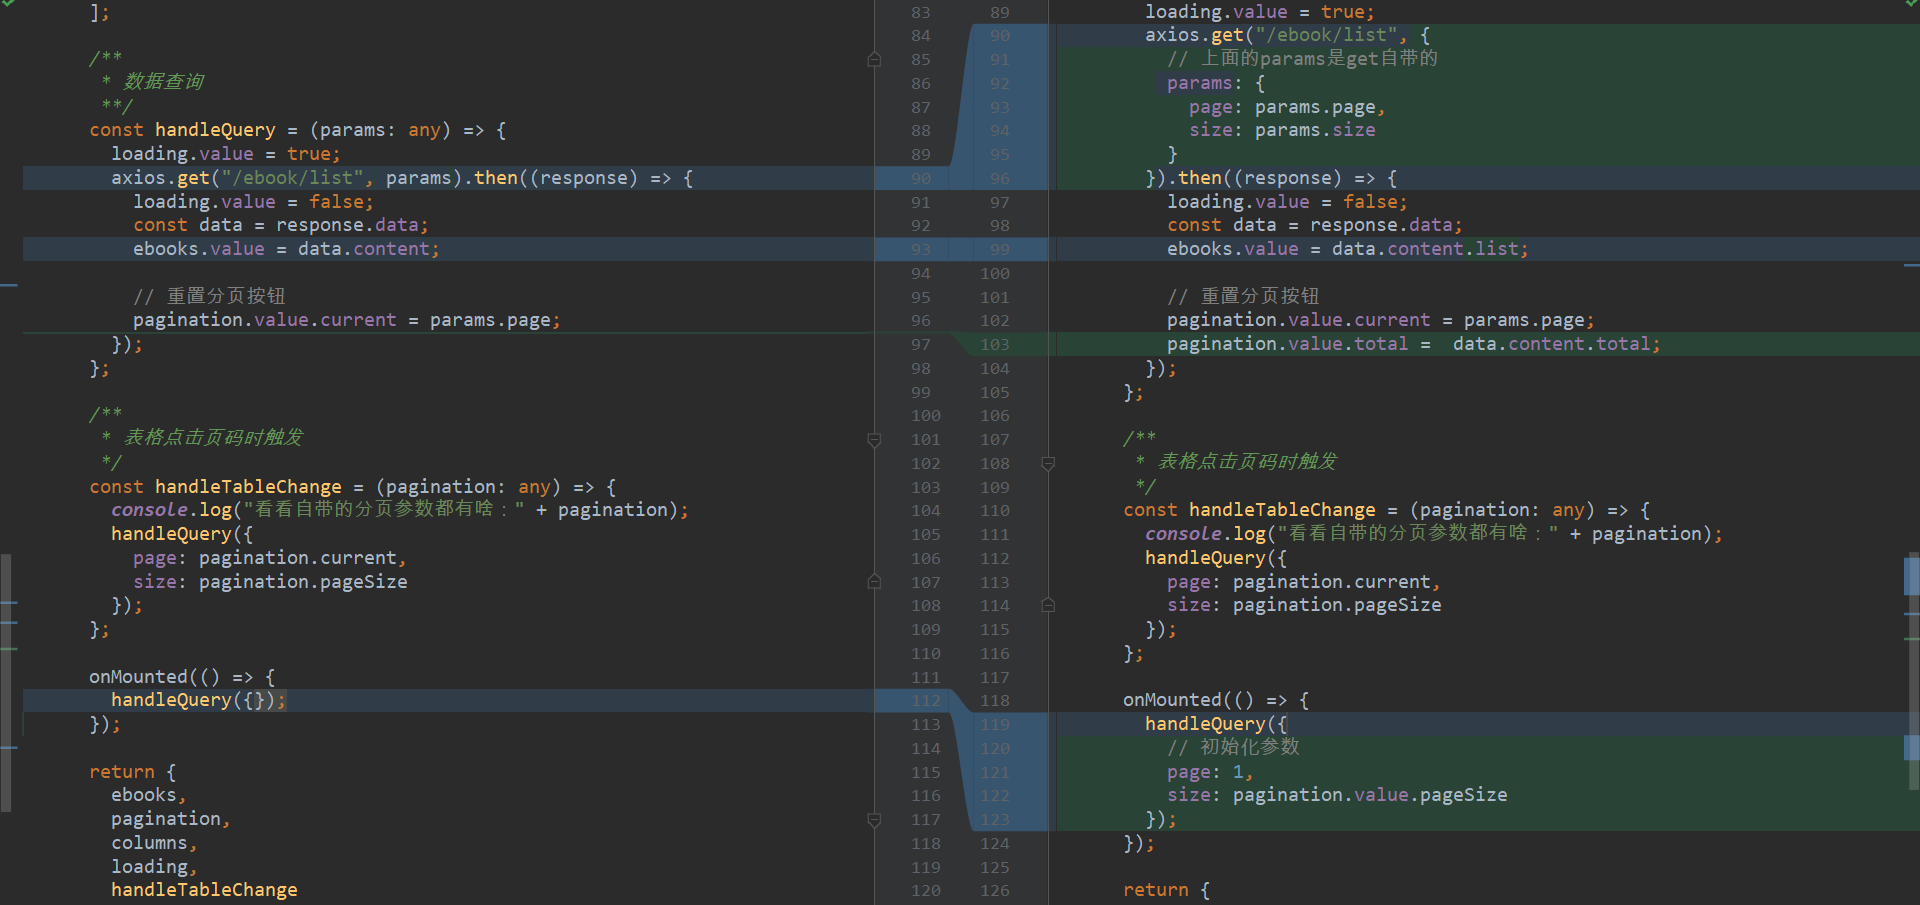 ];
/**
* 数据查询
**/
const handleQuery = (params: any) => {
loading.value = true;
axios.get("/ebook/list", params).then((response) => {
loading.value = false;
const data = response.data;
ebooks.value = data.content;
// 重置分页按钮
pagination.value.current = params.page;
});
};
/**
* 表格点击页码时触发
*/
const handleTableChange = (pagination: any) => {
console.log("看看自带的分页参数都有啥：" + pagination);
handleQuery({
page: pagination.current,
size: pagination.pageSize
});
};
onMounted(() => {
handleQuery({});
});
return {
ebooks,
pagination,
columns,
loading,
handleTableChange
83 89
84 90
85 91
86 92
87 93
88 94
89 95
90 96
91 97
92 98
93 99
94 100
95 101
96 102
97 103
98 104
99 105
100 106
101 107
102 108
103 109
104 110
105 111
106 112
107 113
108 114
109 115
110 116
111 117
112 118
113 119
114 120
115 121
116 122
117 123
118 124
119 125
120 126
loading.value = true;
axios.get("/ebook/list", {
// 上面的params是get自带的
params: {
page: params.page,
size: params.size
}
}).then((response) => {
loading.value = false;
const data = response.data;
ebooks.value = data.content.list;
// 重置分页按钮
pagination.value.current = params.page;
pagination.value.total =  data.content.total;
});
};
/**
* 表格点击页码时触发
*/
const handleTableChange = (pagination: any) => {
console.log("看看自带的分页参数都有啥：" + pagination);
handleQuery({
page: pagination.current,
size: pagination.pageSize
});
};
onMounted(() => {
handleQuery({
// 初始化参数
page: 1,
size: pagination.value.pageSize
});
});
return {